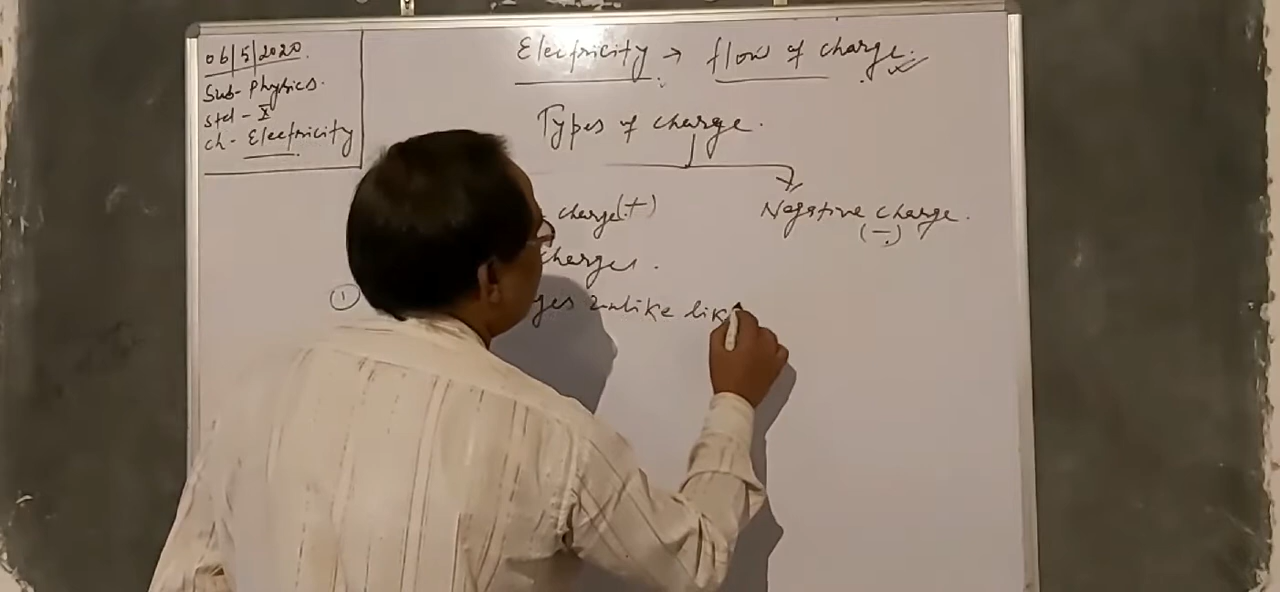 06/5/2020.
Sub- Physics.
Std - X
Ch- Electricity
Electricity → flow of charge.
Types of charge.
charge(+)
Negative charge.
(-)
charges.
① ges unlike lik